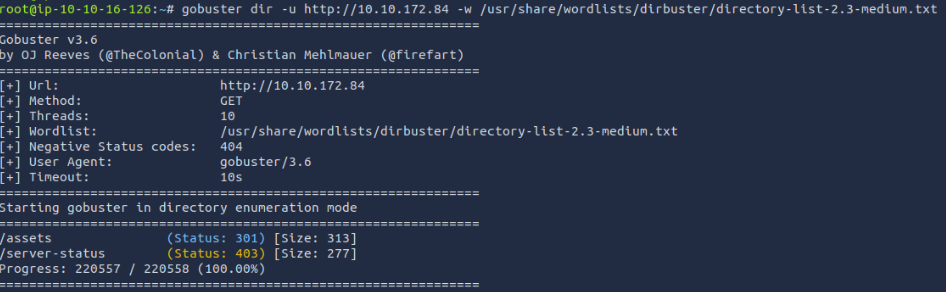 root@ip-10-10-16-126:~# gobuster dir -u http://10.10.172.84 -w /usr/share/wordlists/dirbuster/directory-list-2.3-medium.txt
===============================================================
Gobuster v3.6
by OJ Reeves (@TheColonial) & Christian Mehlmauer (@firefart)
===============================================================
[+] Url:                     http://10.10.172.84
[+] Method:                  GET
[+] Threads:                 10
[+] Wordlist:                /usr/share/wordlists/dirbuster/directory-list-2.3-medium.txt
[+] Negative Status codes:   404
[+] User Agent:              gobuster/3.6
[+] Timeout:                 10s
===============================================================
Starting gobuster in directory enumeration mode
===============================================================
/assets               (Status: 301) [Size: 313]
/server-status        (Status: 403) [Size: 277]
Progress: 220557 / 220558 (100.00%)
===============================================================